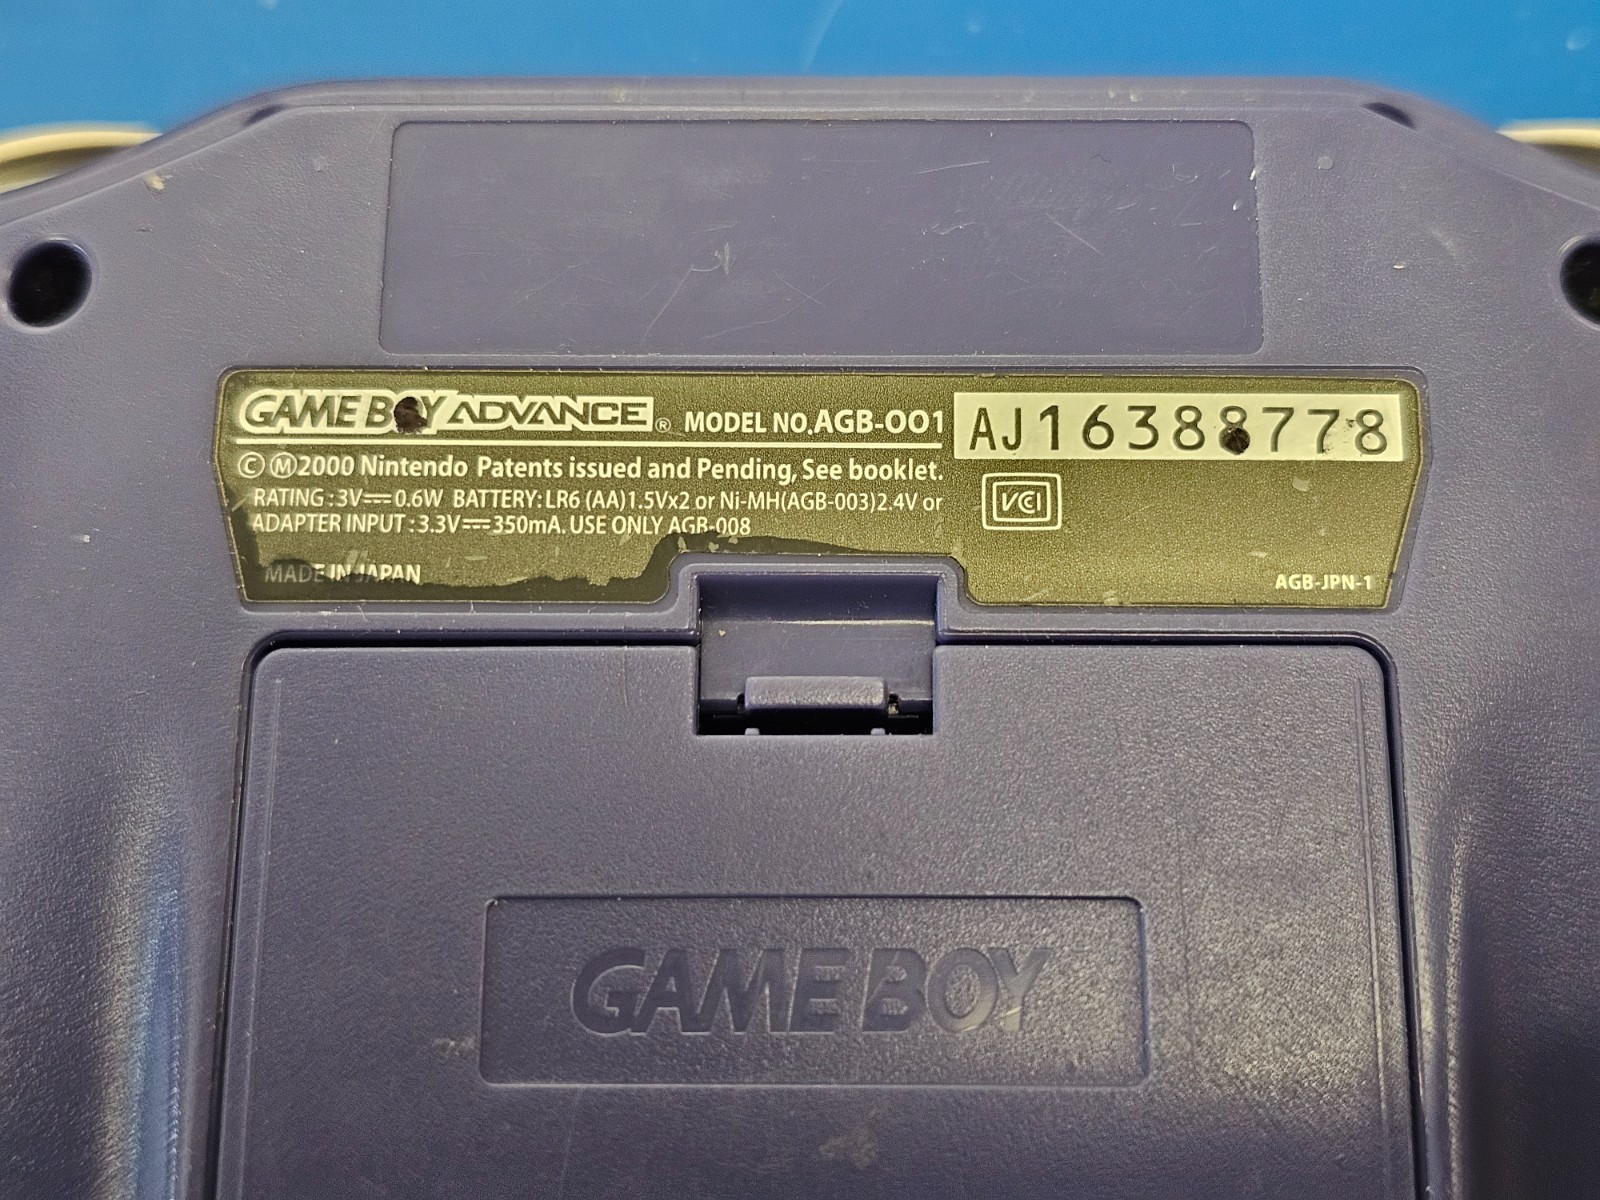 GAME BOY ADVANCE® MODEL NO.AGB-001 AJ16388778
©Ⓜ2000 Nintendo Patents issued and Pending, See booklet.
RATING:3V⎓0.6W BATTERY:LR6 (AA)1.5Vx2 or Ni-MH(AGB-003)2.4V or
ADAPTER INPUT:3.3V⎓350mA. USE ONLY AGB-008
VCCI
MADE IN JAPAN
AGB-JPN-1
GAME BOY